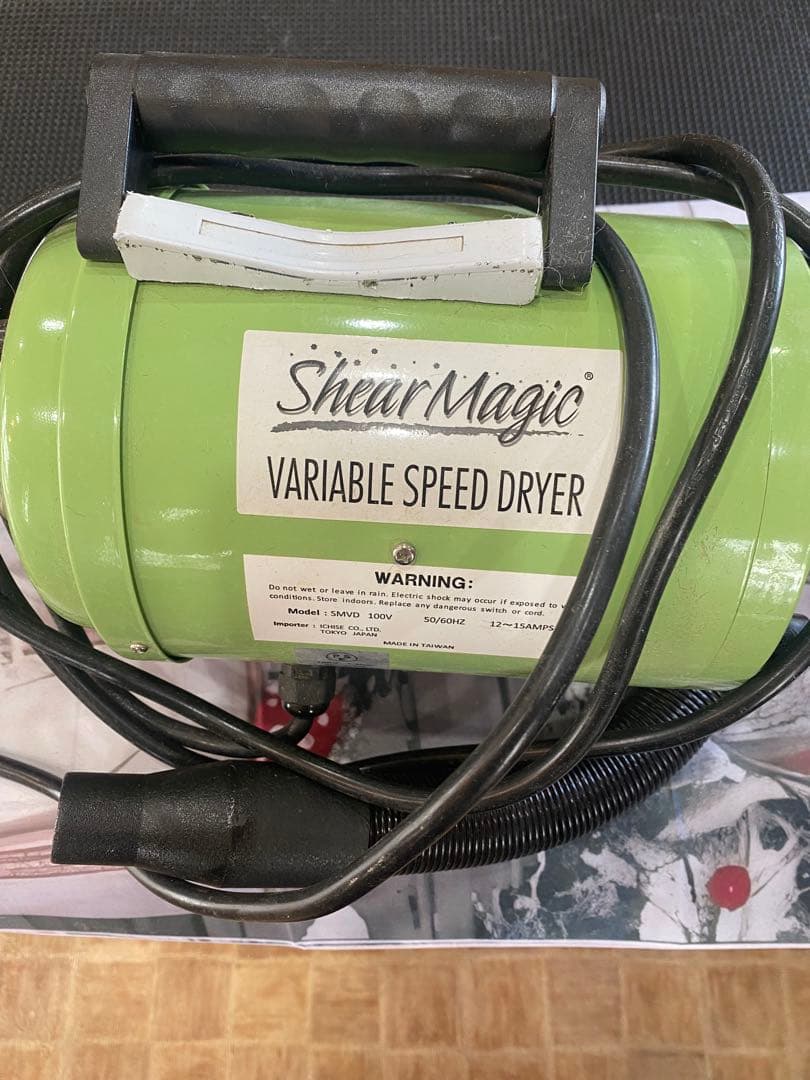 Shear Magic®
VARIABLE SPEED DRYER
WARNING:
Do not wet or leave in rain. Electric shock may occur if exposed to
conditions. Store indoors. Replace any dangerous switch or cord.
Model : SMVD 100V 50/60HZ 12〜15AMPS
Importer : ICHISE CO., LTD.
TOKYO JAPAN
MADE IN TAIWAN